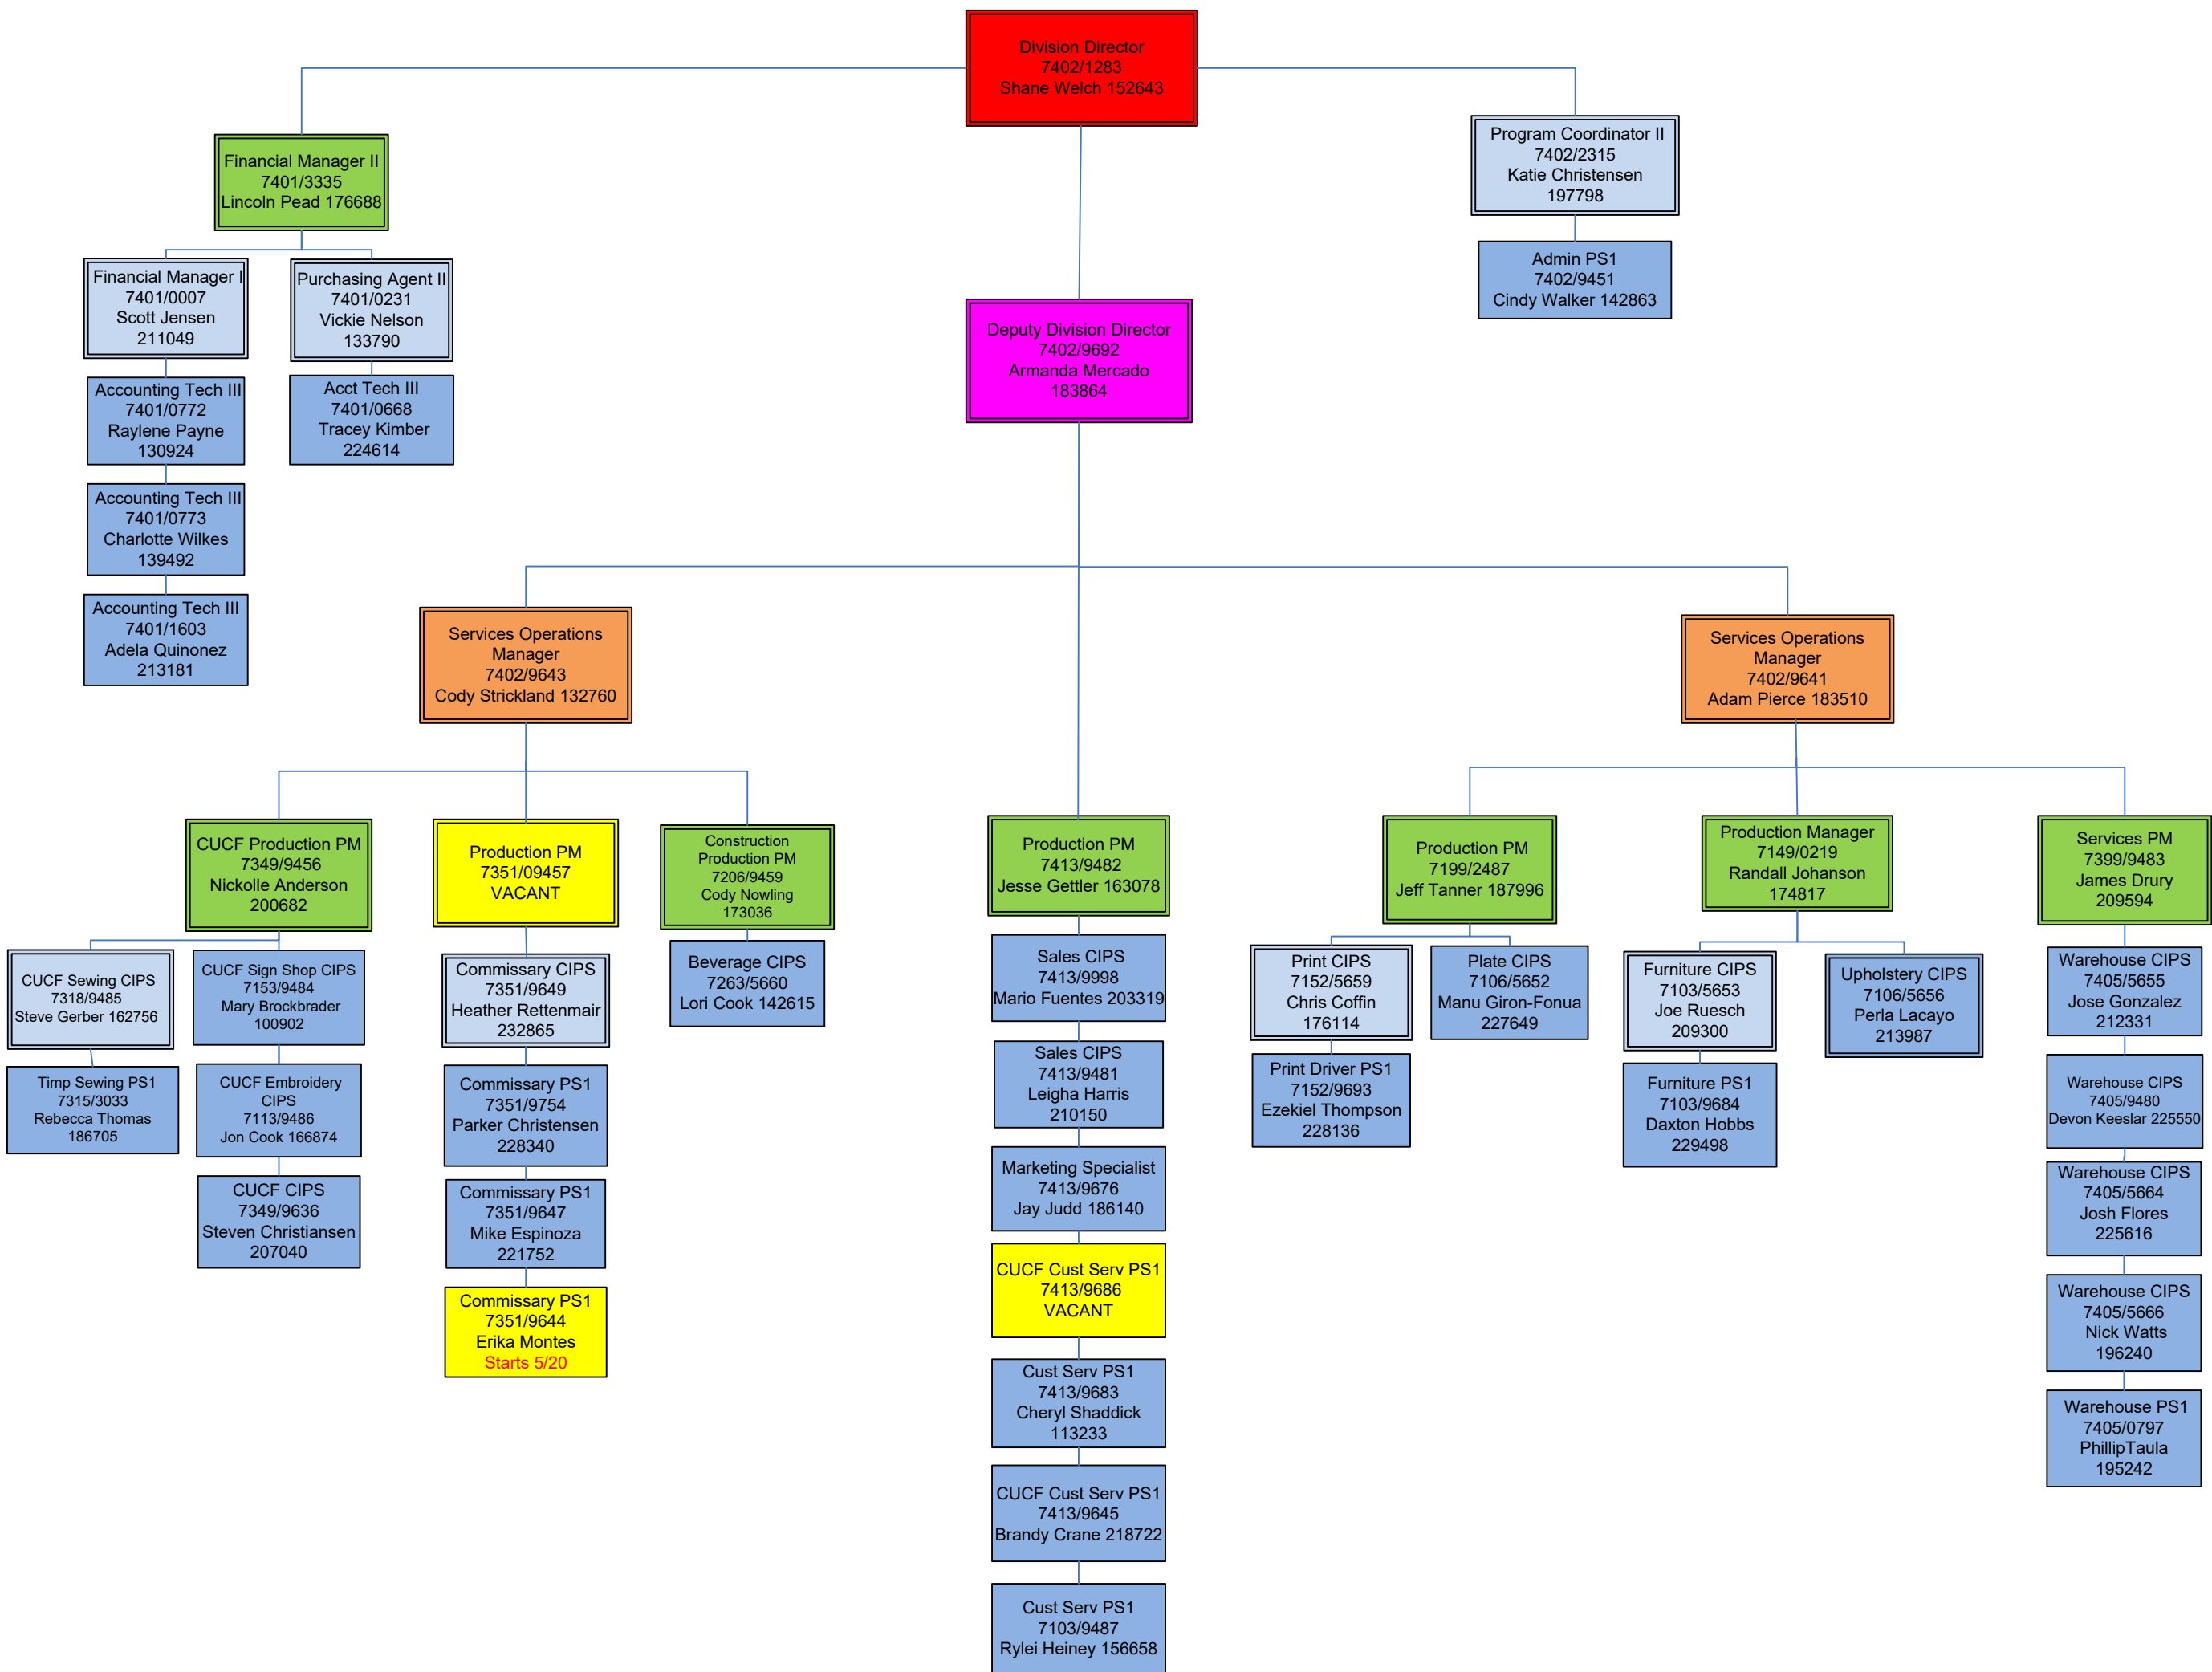 Division Director
7402/1283
Shane Welch 152643
Financial Manager II
7401/3335
Lincoln Pead 176688
Program Coordinator II
7402/2315
Katie Christensen
197798
Admin PS1
7402/9451
Cindy Walker 142863
Financial Manager I
7401/0007
Scott Jensen
211049
Purchasing Agent II
7401/0231
Vickie Nelson
133790
Accounting Tech III
7401/0772
Raylene Payne
130924
Acct Tech III
7401/0668
Tracey Kimber
224614
Accounting Tech III
7401/0773
Charlotte Wilkes
139492
Accounting Tech III
7401/1603
Adela Quinonez
213181
Deputy Division Director
7402/9692
Armanda Mercado
183864
Services Operations
Manager
7402/9643
Cody Strickland 132760
Services Operations
Manager
7402/9641
Adam Pierce 183510
CUCF Production PM
7349/9456
Nickolle Anderson
200682
Production PM
7351/09457
VACANT
Construction
Production PM
7206/9459
Cody Nowling
173036
Production PM
7413/9482
Jesse Gettler 163078
Production PM
7199/2487
Jeff Tanner 187996
Production Manager
7149/0219
Randall Johanson
174817
Services PM
7399/9483
James Drury
209594
CUCF Sewing CIPS
7318/9485
Steve Gerber 162756
Timp Sewing PS1
7315/3033
Rebecca Thomas
186705
CUCF Sign Shop CIPS
7153/9484
Mary Brockbrader
100902
CUCF Embroidery
CIPS
7113/9486
Jon Cook 166874
CUCF CIPS
7349/9636
Steven Christiansen
207040
Commissary CIPS
7351/9649
Heather Rettenmair
232865
Commissary PS1
7351/9754
Parker Christensen
228340
Commissary PS1
7351/9647
Mike Espinoza
221752
Commissary PS1
7351/9644
Erika Montes
Starts 5/20
Beverage CIPS
7263/5660
Lori Cook 142615
Sales CIPS
7413/9998
Mario Fuentes 203319
Sales CIPS
7413/9481
Leigha Harris
210150
Marketing Specialist
7413/9676
Jay Judd 186140
CUCF Cust Serv PS1
7413/9686
VACANT
Cust Serv PS1
7413/9683
Cheryl Shaddick
113233
CUCF Cust Serv PS1
7413/9645
Brandy Crane 218722
Cust Serv PS1
7103/9487
Rylei Heiney 156658
Print CIPS
7152/5659
Chris Coffin
176114
Print Driver PS1
7152/9693
Ezekiel Thompson
228136
Plate CIPS
7106/5652
Manu Giron-Fonua
227649
Furniture CIPS
7103/5653
Joe Ruesch
209300
Furniture PS1
7103/9684
Daxton Hobbs
229498
Upholstery CIPS
7106/5656
Perla Lacayo
213987
Warehouse CIPS
7405/5655
Jose Gonzalez
212331
Warehouse CIPS
7405/9480
Devon Keeslar 225550
Warehouse CIPS
7405/5664
Josh Flores
225616
Warehouse CIPS
7405/5666
Nick Watts
196240
Warehouse PS1
7405/0797
PhillipTaula
195242